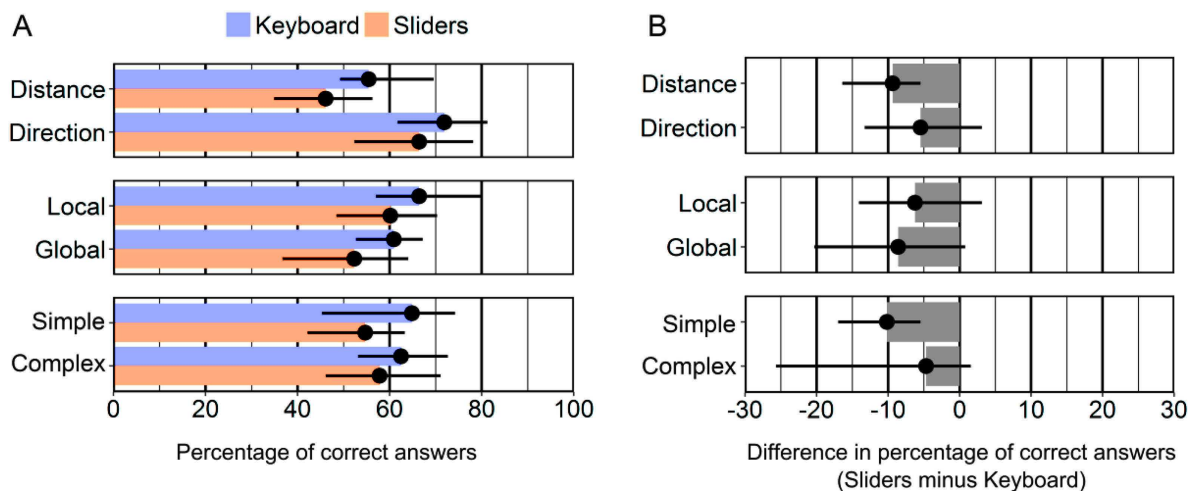 A
Keyboard Sliders
Distance
Direction
Local
Global
Simple
Complex
0 20 40 60 80 100
Percentage of correct answers
B
Distance
Direction
Local
Global
Simple
Complex
-30 -20 -10 0 10 20 30
Difference in percentage of correct answers
(Sliders minus Keyboard)